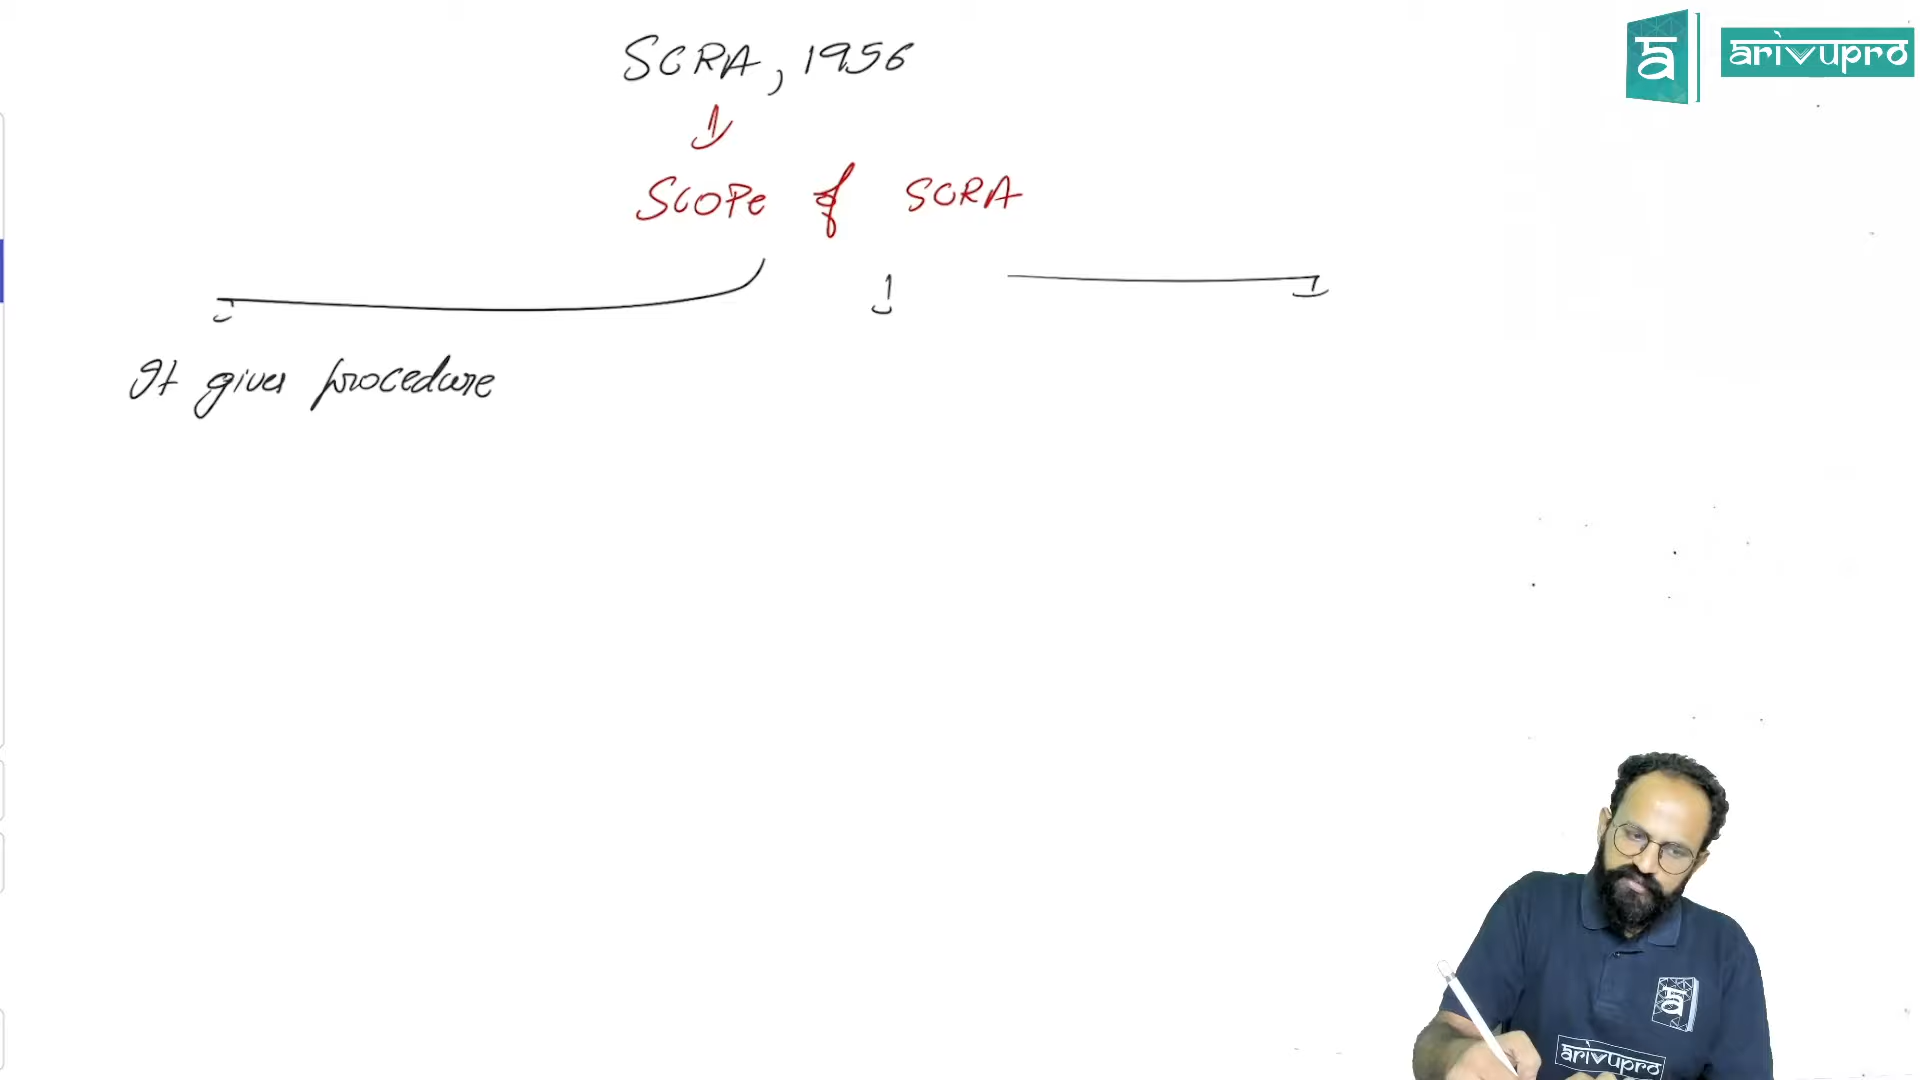 SCRA, 1956
SCOPe of SCRA
It gives procedure
arivupro
arivupro